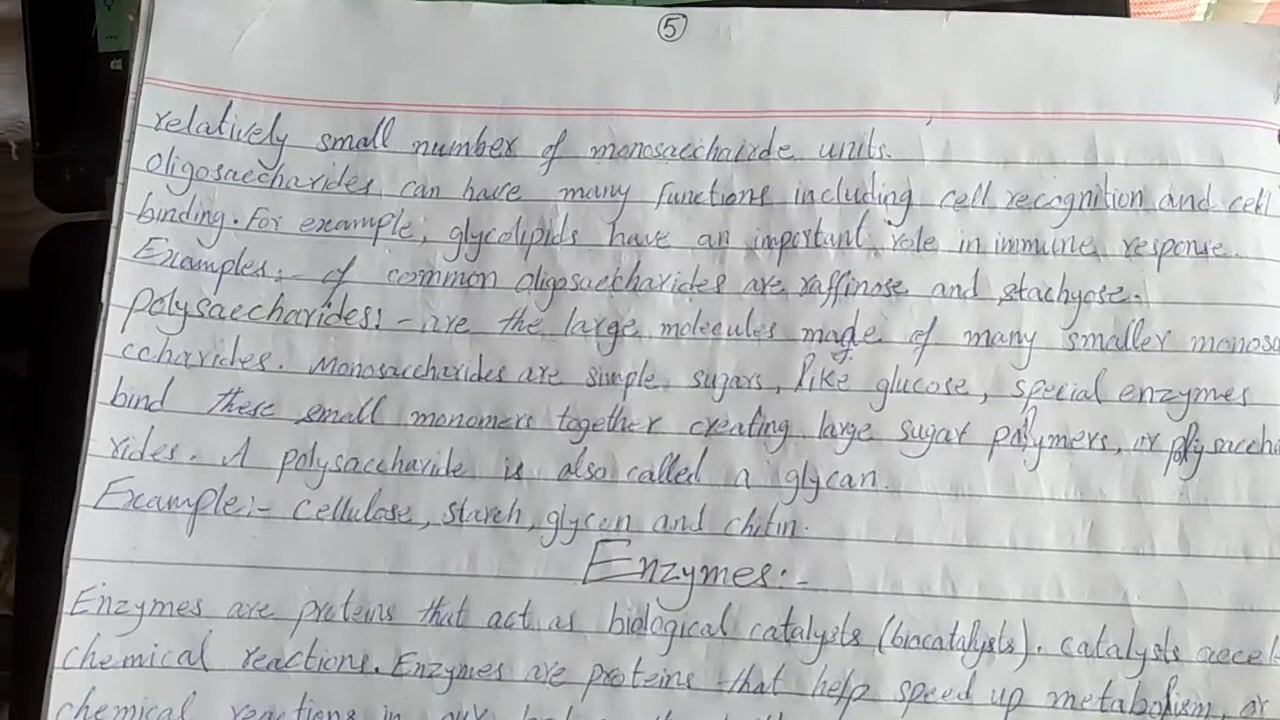 5
relatively small number of monosacchairde units.
oligosaccharides can have many functions including cell recognition and cell
binding. For example, glycolipids have an important role in immune response.
Examples:- of common oligosaccharides are raffinose and stachyose.
polysaccharides:- are the large molecules made of many smaller monosa
ccharides. Monosaccharides are simple sugars, like glucose, special enzymes
bind these small monomers together creating large sugar polymers, or polysaccha
rides. A polysaccharide is also called a glycan.
Example:- cellulose, starch, glycon and chitin.
Enzymes:-
Enzymes are proteins that act as biological catalysts (biocatalysts). catalysts accel
chemical reactions. Enzymes are proteins that help speed up metabolism, or
chemical reactions in our